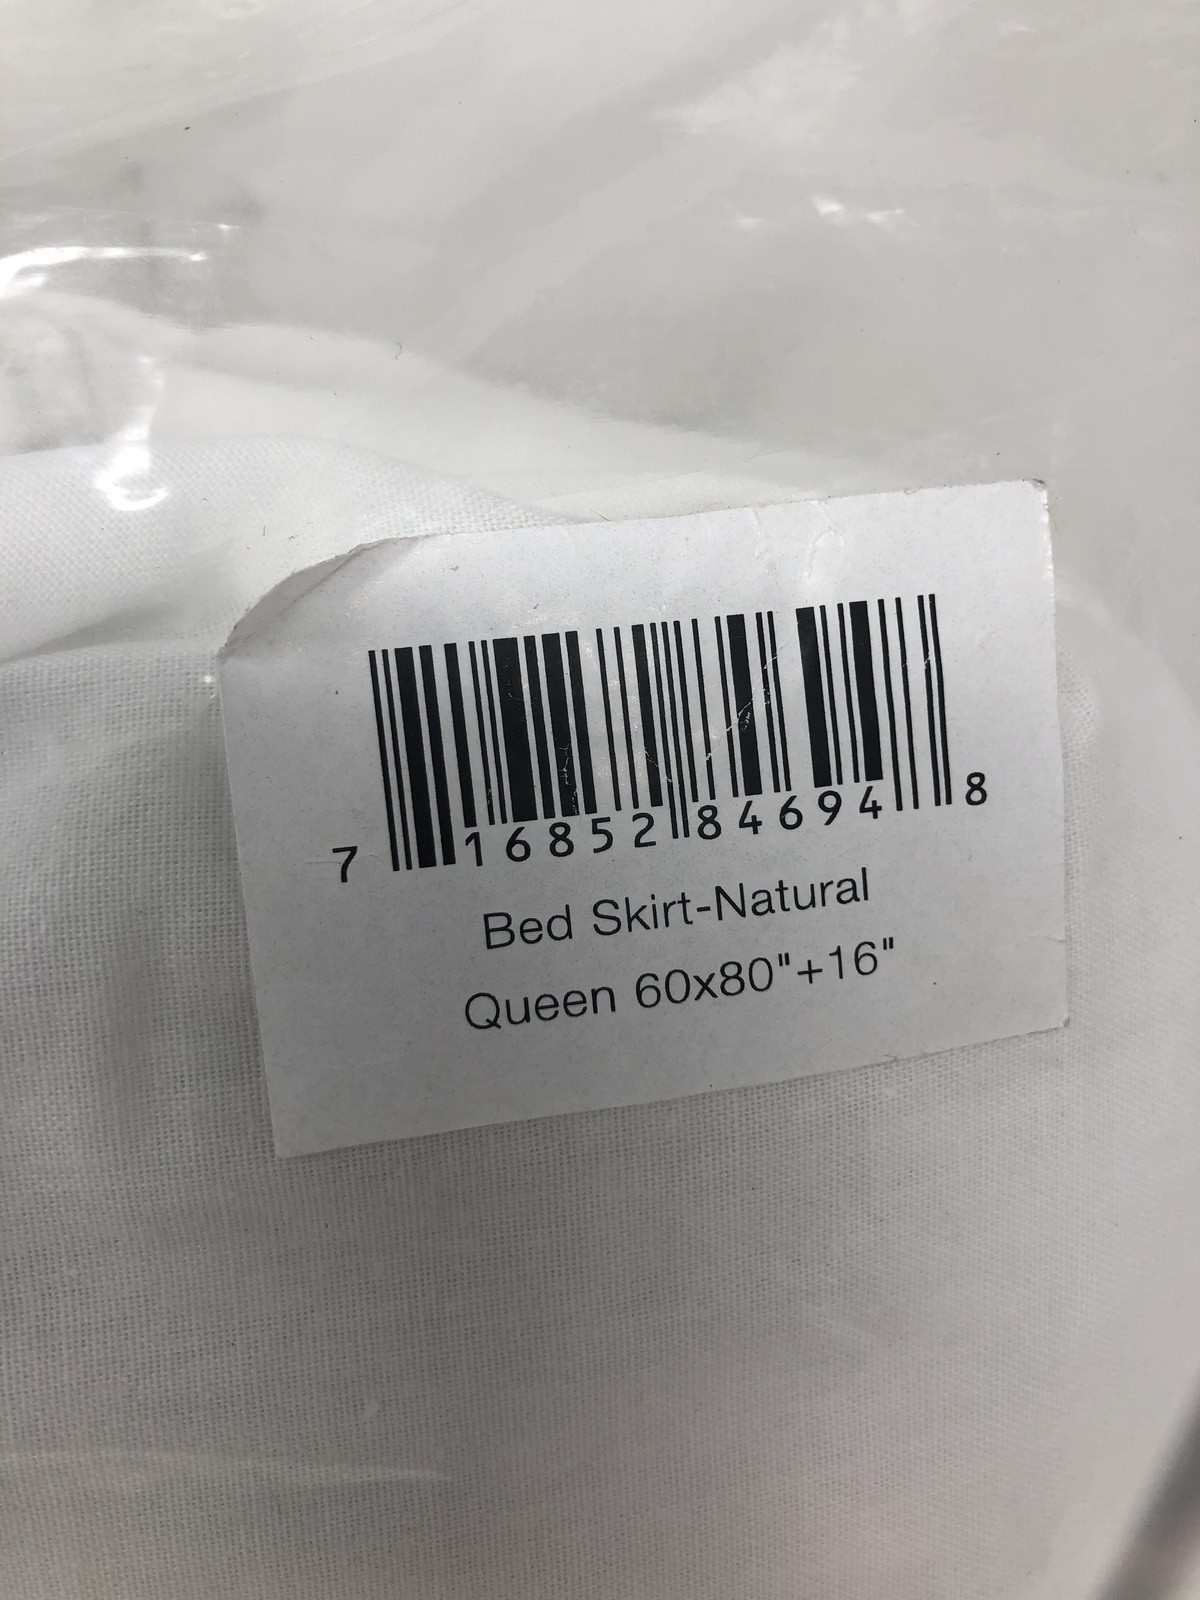 7 16852 84694 8
Bed Skirt-Natural
Queen 60x80"+16"